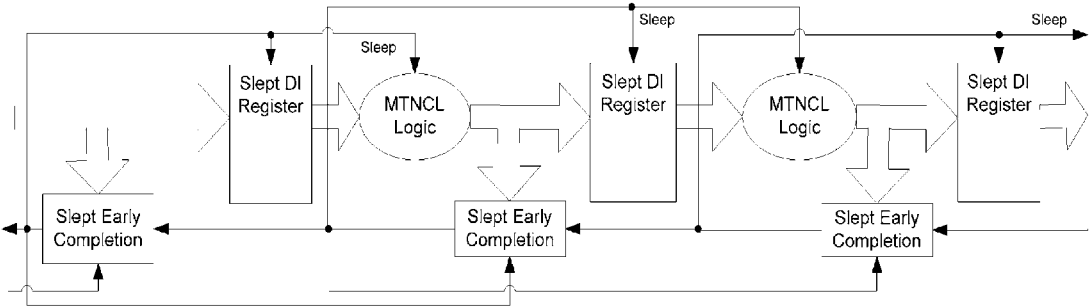 Sleep
Sleep
Sleep
Slept DI
Register
MTNCL
Logic
Slept DI
Register
MTNCL
Logic
Slept DI
Register
Slept Early
Completion
Slept Early
Completion
Slept Early
Completion